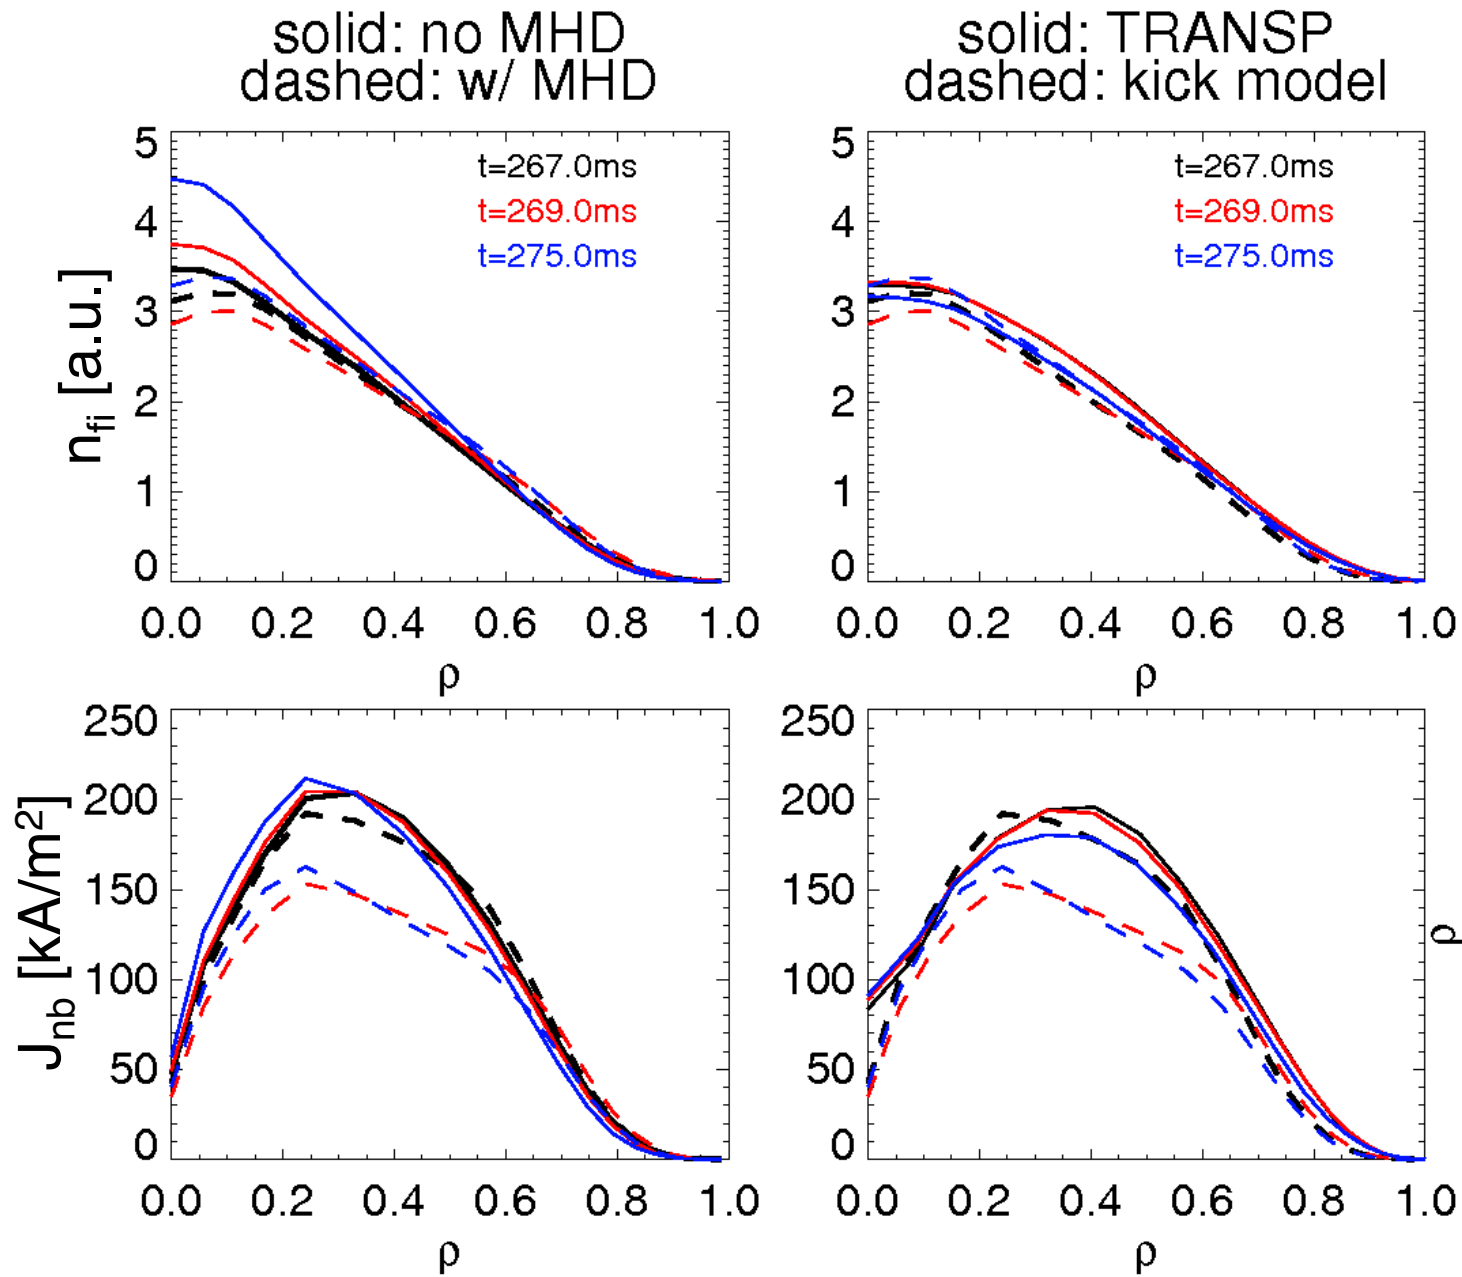 solid: no MHD
dashed: w/ MHD
solid: TRANSP
dashed: kick model
5
4
3
2
1
0
n_fi [a.u.]
t=267.0ms
t=269.0ms
t=275.0ms
0.0 0.2 0.4 0.6 0.8 1.0
ρ
5
4
3
2
1
0
t=267.0ms
t=269.0ms
t=275.0ms
0.0 0.2 0.4 0.6 0.8 1.0
ρ
250
200
150
100
50
0
J_nb [kA/m²]
0.0 0.2 0.4 0.6 0.8 1.0
ρ
250
200
150
100
50
0
0.0 0.2 0.4 0.6 0.8 1.0
ρ
ρ